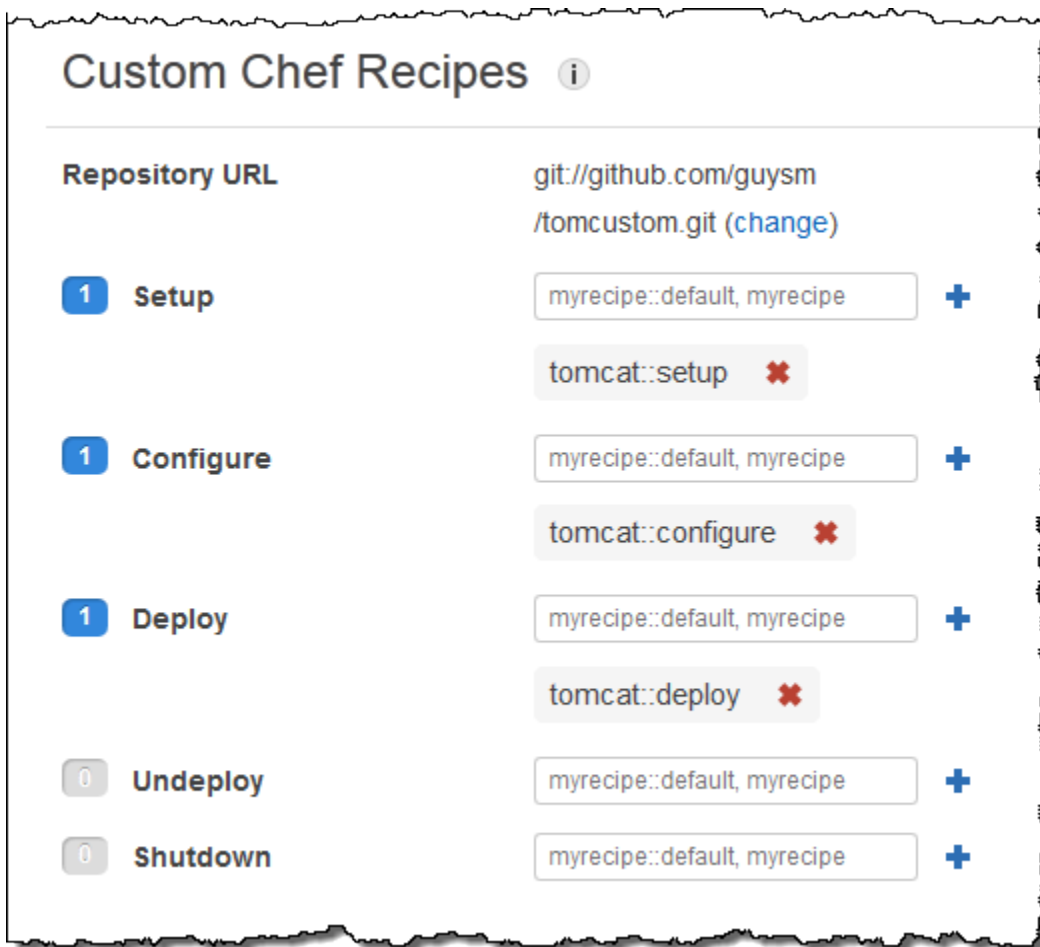 Custom Chef Recipes i
Repository URL git://github.com/guysm
/tomcustom.git (change)
1 Setup myrecipe::default, myrecipe
tomcat::setup
1 Configure myrecipe::default, myrecipe
tomcat::configure
1 Deploy myrecipe::default, myrecipe
tomcat::deploy
0 Undeploy myrecipe::default, myrecipe
0 Shutdown myrecipe::default, myrecipe